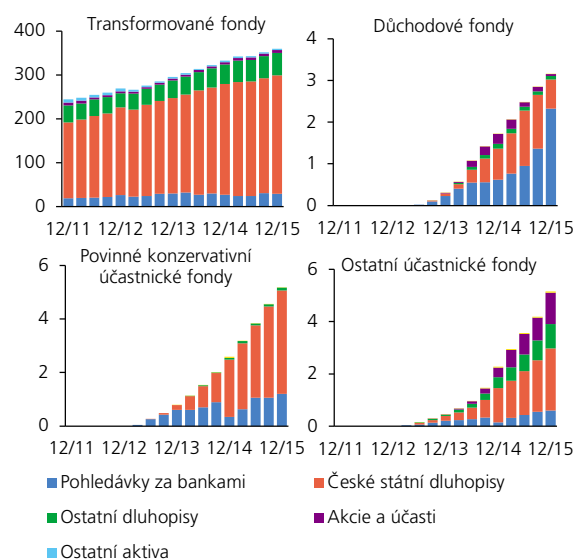 Transformované fondy
400
300
200
100
0
12/11 12/12 12/13 12/14 12/15
Důchodové fondy
4
3
2
1
0
12/11 12/12 12/13 12/14 12/15
Povinné konzervativní
účastnické fondy
6
4
2
0
12/11 12/12 12/13 12/14 12/15
Ostatní účastnické fondy
6
4
2
0
12/11 12/12 12/13 12/14 12/15
Pohledávky za bankami
České státní dluhopisy
Ostatní dluhopisy
Akcie a účasti
Ostatní aktiva